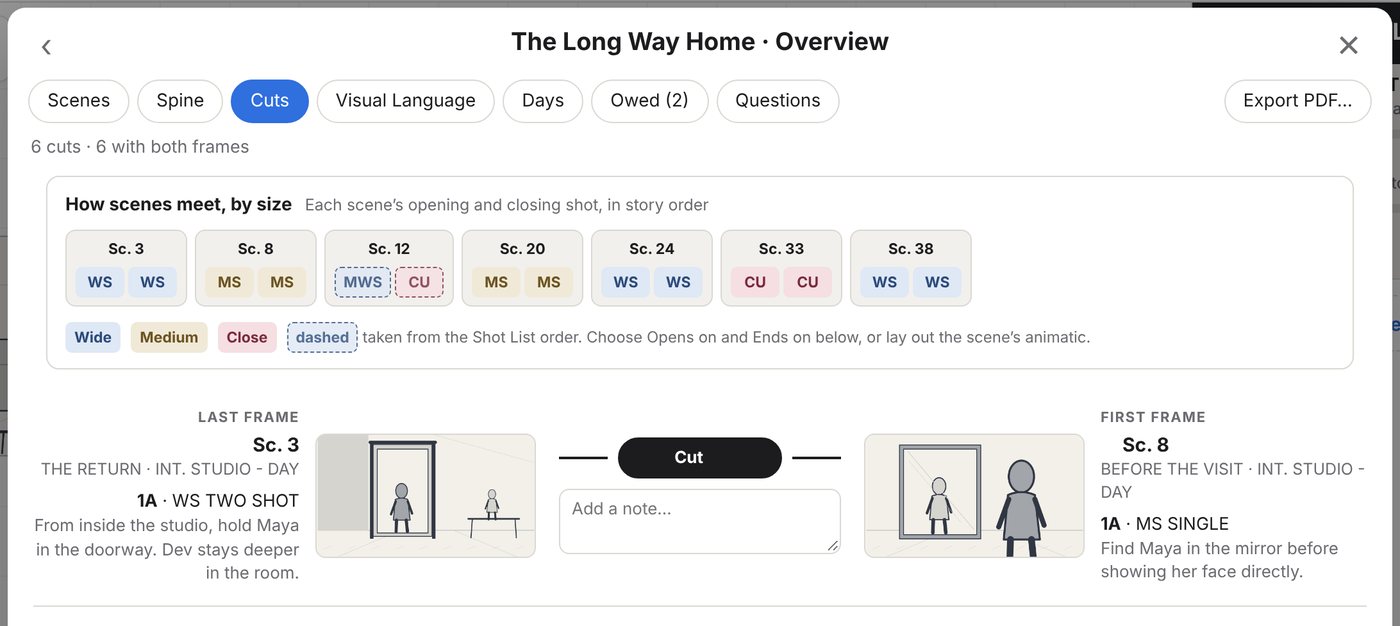 The Long Way Home · Overview
Scenes
Spine
Cuts
Visual Language
Days
Owed (2)
Questions
Export PDF...
6 cuts · 6 with both frames
How scenes meet, by size Each scene’s opening and closing shot, in story order
Sc. 3
Sc. 8
Sc. 12
Sc. 20
Sc. 24
Sc. 33
Sc. 38
WS WS
MS MS
MWS CU
MS MS
WS WS
CU CU
WS WS
Wide Medium Close dashed taken from the Shot List order. Choose Opens on and Ends on below, or lay out the scene’s animatic.
LAST FRAME
Sc. 3
THE RETURN · INT. STUDIO - DAY
1A · WS TWO SHOT
From inside the studio, hold Maya
in the doorway. Dev stays deeper
in the room.
Cut
Add a note...
FIRST FRAME
Sc. 8
BEFORE THE VISIT · INT. STUDIO -
DAY
1A · MS SINGLE
Find Maya in the mirror before
showing her face directly.